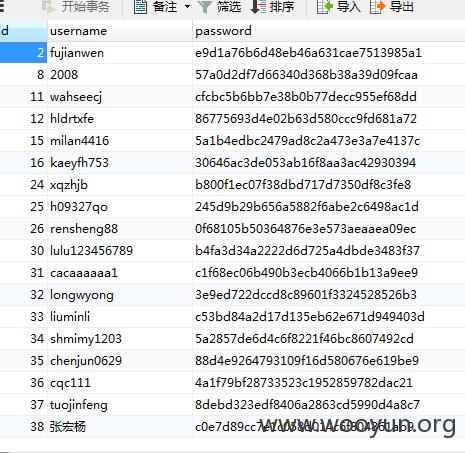 开始事务 备注 筛选 排序 导入 导出
id username password
2 fujianwen e9d1a76b6d48eb46a631cae7513985a1
8 2008 57a0d2df7d66340d368b38a39d09fcaa
11 wahseecj cfcbc5b6bb7e38b0b77decc955ef68dd
12 hldrtxfe 86775693d4e02b63d580ccc9fd681a72
15 milan4416 5a1b4edbc2479ad8c2a473e3a7e4137c
16 kaeyfh753 30646ac3de053ab16f8aa3ac42930394
24 xqzhjb b800f1ec07f38dbd717d7350df8c3fe8
25 h09327qo 245d9b29b656a5882f6abe2c6498ac1d
26 rensheng88 0f68105b50364876e3e573aeaaea09ec
30 lulu123456789 b4fa3d34a2222d6d725a4dbde3483f37
31 cacaaaaaa1 c1f68ec06b490b3ecb4066b1b13a9ee9
32 longwyong 3e9ed722dccd8c89601f3324528526b3
33 liuminli c53bd84a2d17d135eb62e671d949403d
34 shmimy1203 5a2857de6d4c6f8221f46bc8607492cd
35 chenjun0629 88d4e9264793109f16d580676e619be9
36 cqc111 4a1f79bf28733523c1952859782dac21
37 tuojinfeng 8debd323edf8406a2863cd5990d4a8c7
38 张宏杨
www.wooyun.org